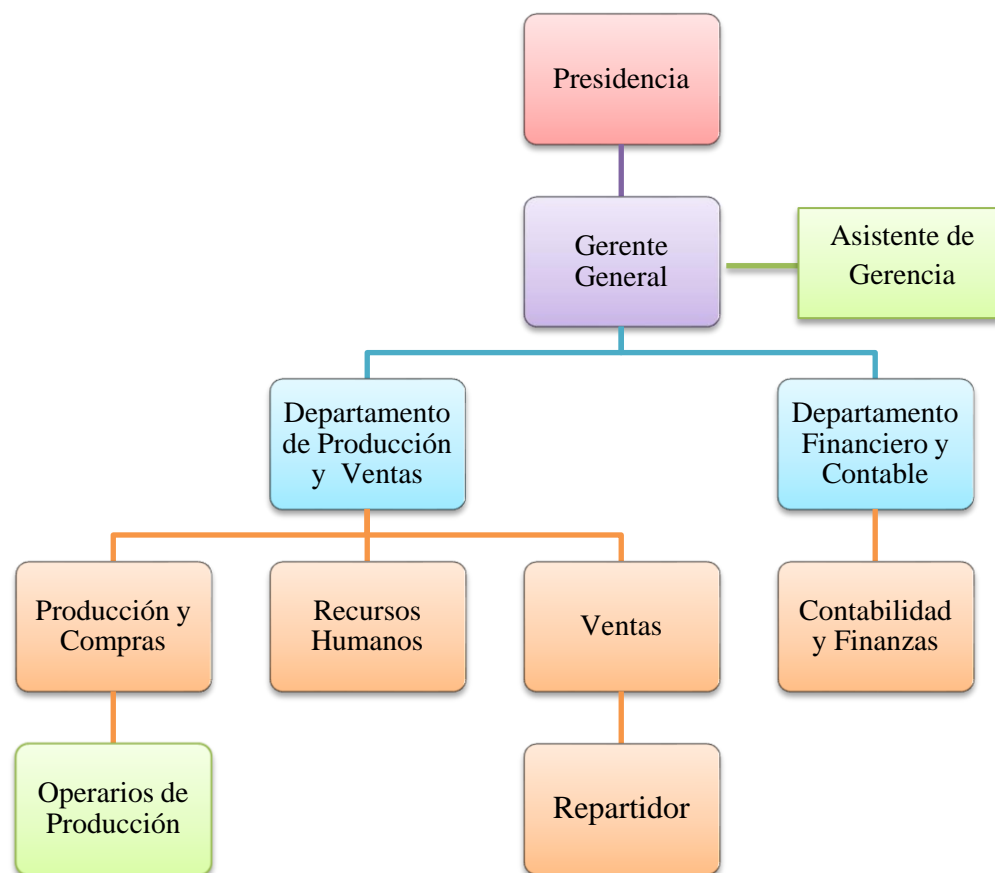 Presidencia
Gerente
General
Asistente de
Gerencia
Departamento
de Producción
y Ventas
Departamento
Financiero y
Contable
Producción y
Compras
Recursos
Humanos
Ventas
Contabilidad
y Finanzas
Operarios de
Producción
Repartidor